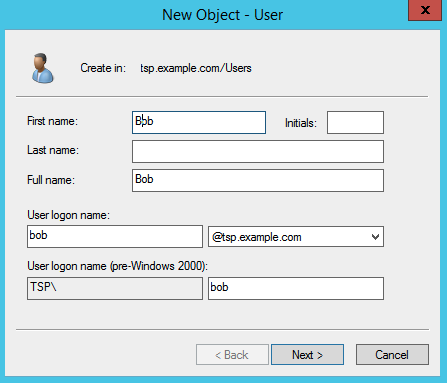 New Object - User
x
Create in: tsp.example.com/Users
First name: Bob Initials:
Last name:
Full name: Bob
User logon name:
bob @tsp.example.com
User logon name (pre-Windows 2000):
TSP\ bob
< Back Next > Cancel